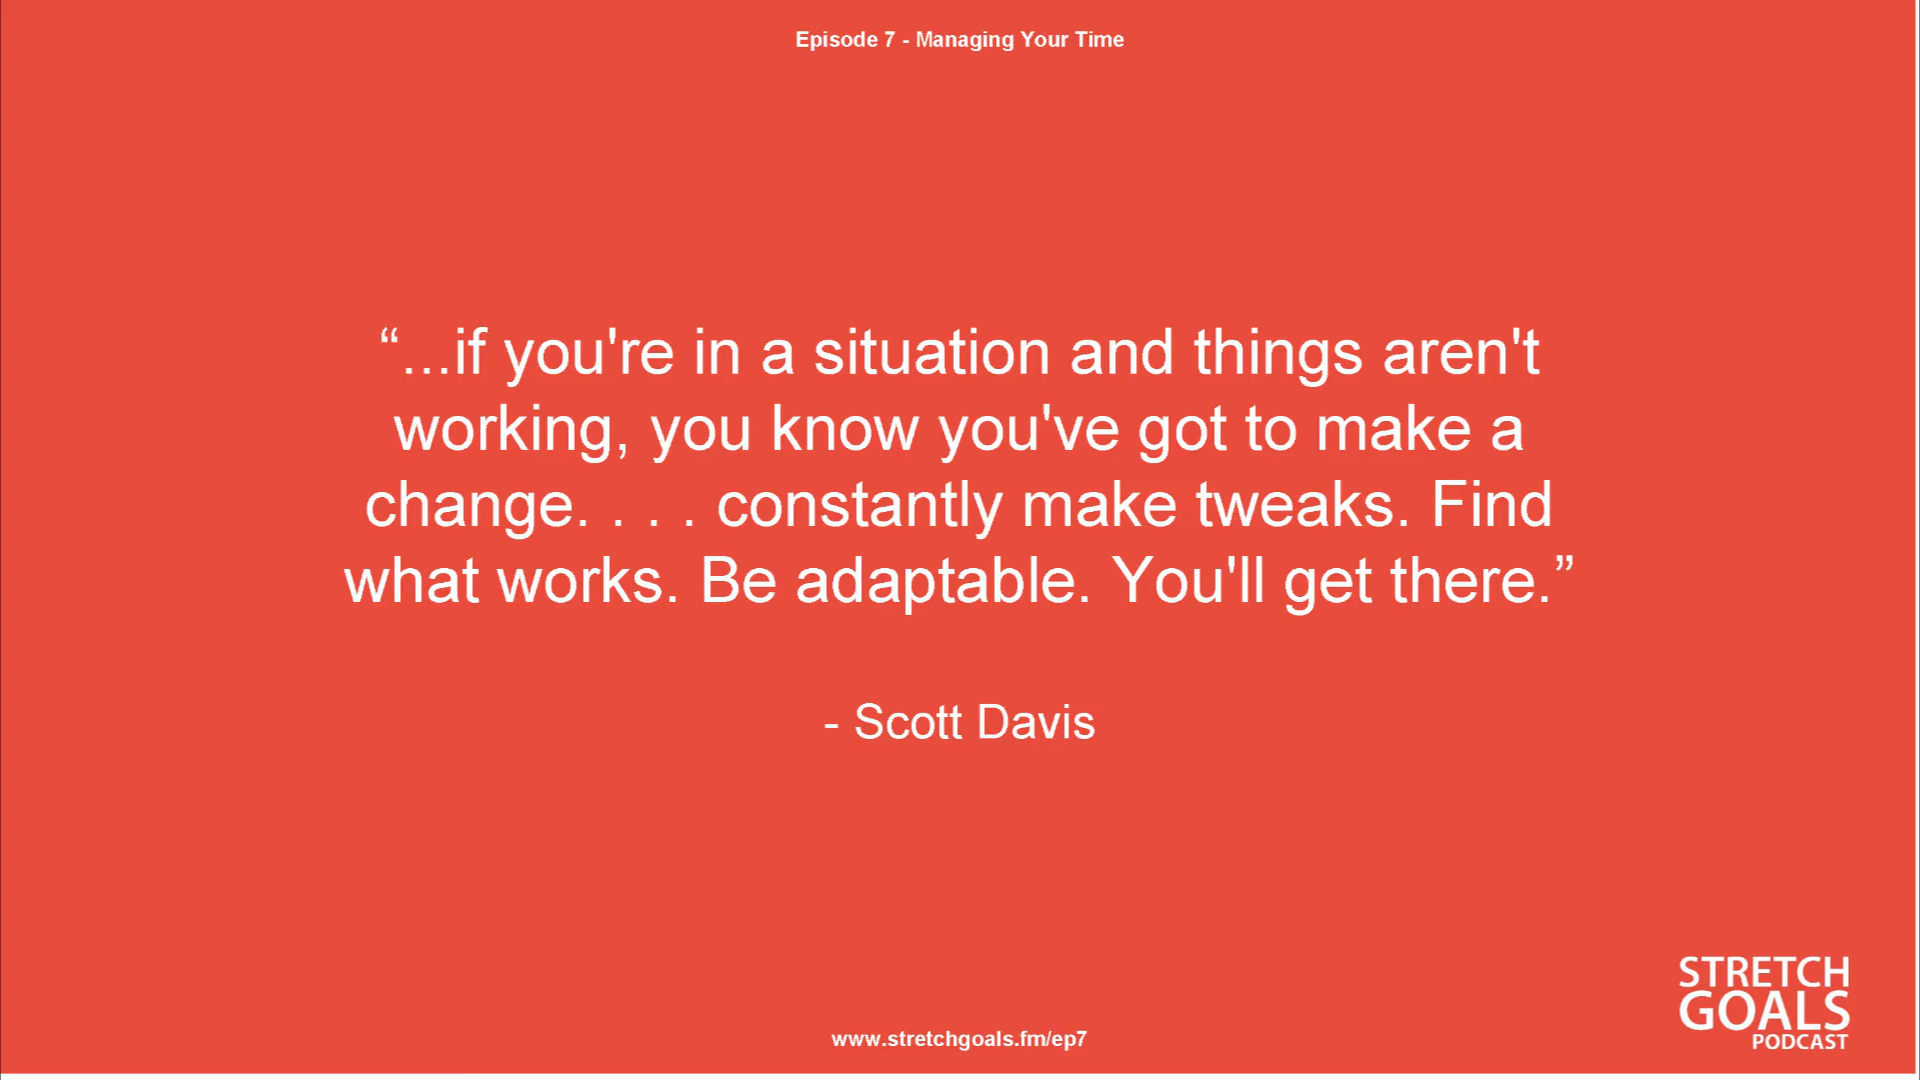 Episode 7 - Managing Your Time
“...if you're in a situation and things aren't
working, you know you've got to make a
change. . . . constantly make tweaks. Find
what works. Be adaptable. You'll get there.”
- Scott Davis
STRETCH
GOALS
PODCAST
www.stretchgoals.fm/ep7